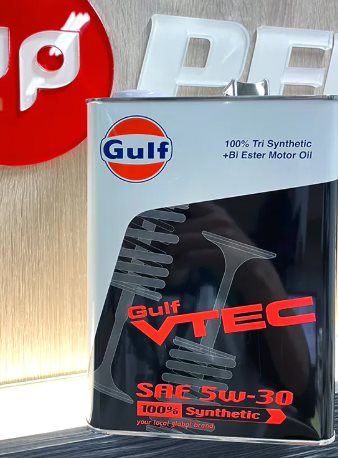 Gulf
100% Tri Synthetic
+Bi Ester Motor Oil
Gulf
VTEC
SAE 5W-30
100% Synthetic
your local global brand